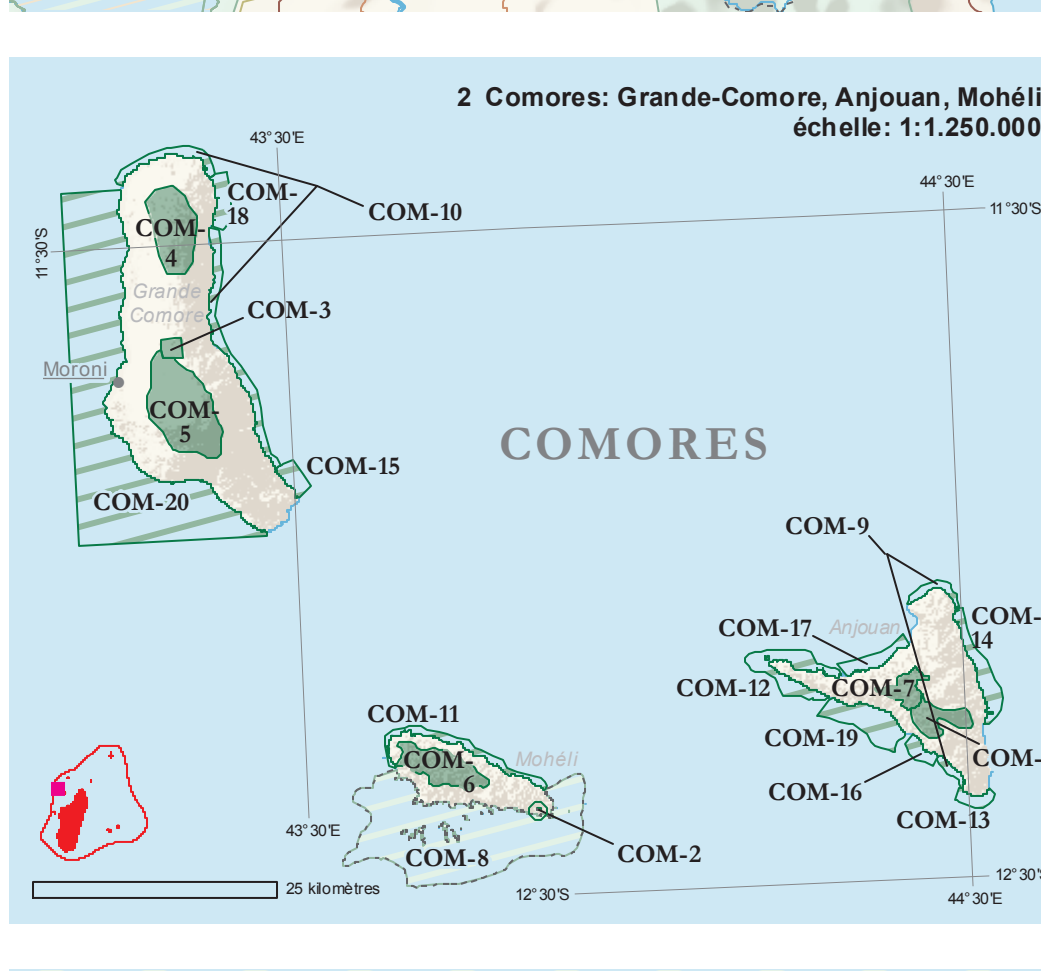 2 Comores: Grande-Comore, Anjouan, Mohéli
échelle: 1:1.250.000
43°30'E
44°30'E
COM-
18
COM-10
11°30'S
COM-
4
11°30'S
Grande
Comore
COM-3
Moroni
COM-
5
COMORES
COM-15
COM-20
COM-9
COM-17
Anjouan
COM-
14
COM-12
COM-7
COM-11
COM-19
COM-
Mohéli
COM-
6
COM-16
COM-13
43°30'E
COM-8
COM-2
12°30'S
25 kilomètres
12°30'S
44°30'E